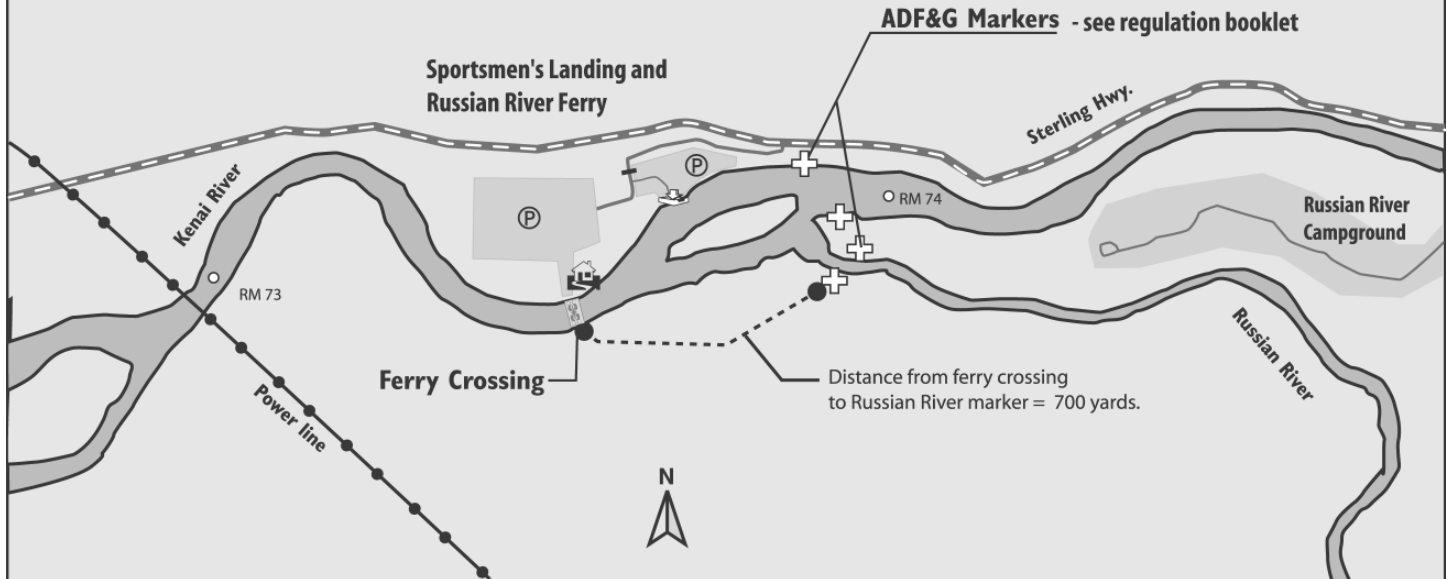 ADF&G Markers - see regulation booklet
Sportsmen's Landing and
Russian River Ferry
Sterling Hwy.
Kenai River
P
P
RM 74
Russian River
Campground
RM 73
Russian River
Ferry Crossing
Distance from ferry crossing
to Russian River marker = 700 yards.
Power line
N